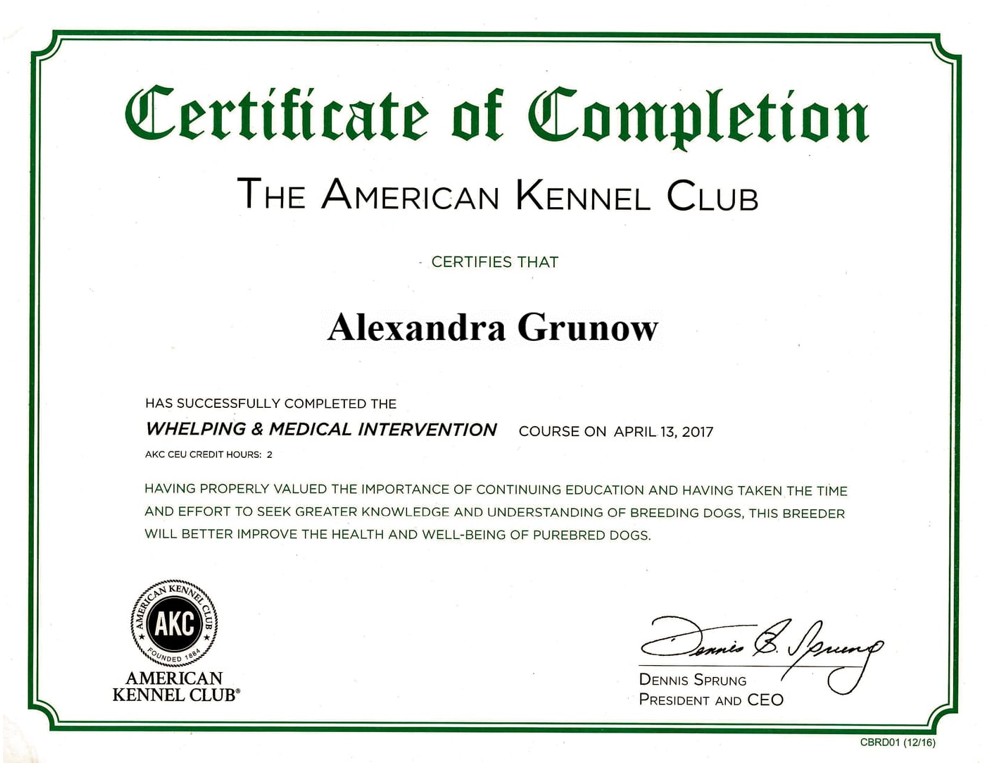 Certificate of Completion
THE AMERICAN KENNEL CLUB
CERTIFIES THAT
Alexandra Grunow
HAS SUCCESSFULLY COMPLETED THE
WHELPING & MEDICAL INTERVENTION COURSE ON APRIL 13, 2017
AKC CEU CREDIT HOURS: 2
HAVING PROPERLY VALUED THE IMPORTANCE OF CONTINUING EDUCATION AND HAVING TAKEN THE TIME
AND EFFORT TO SEEK GREATER KNOWLEDGE AND UNDERSTANDING OF BREEDING DOGS, THIS BREEDER
WILL BETTER IMPROVE THE HEALTH AND WELL-BEING OF PUREBRED DOGS.
AMERICAN KENNEL CLUB
AKC
FOUNDED 1884
AMERICAN
KENNEL CLUB®
Dennis B. Sprung
DENNIS SPRUNG
PRESIDENT AND CEO
CBRD01 (12/16)